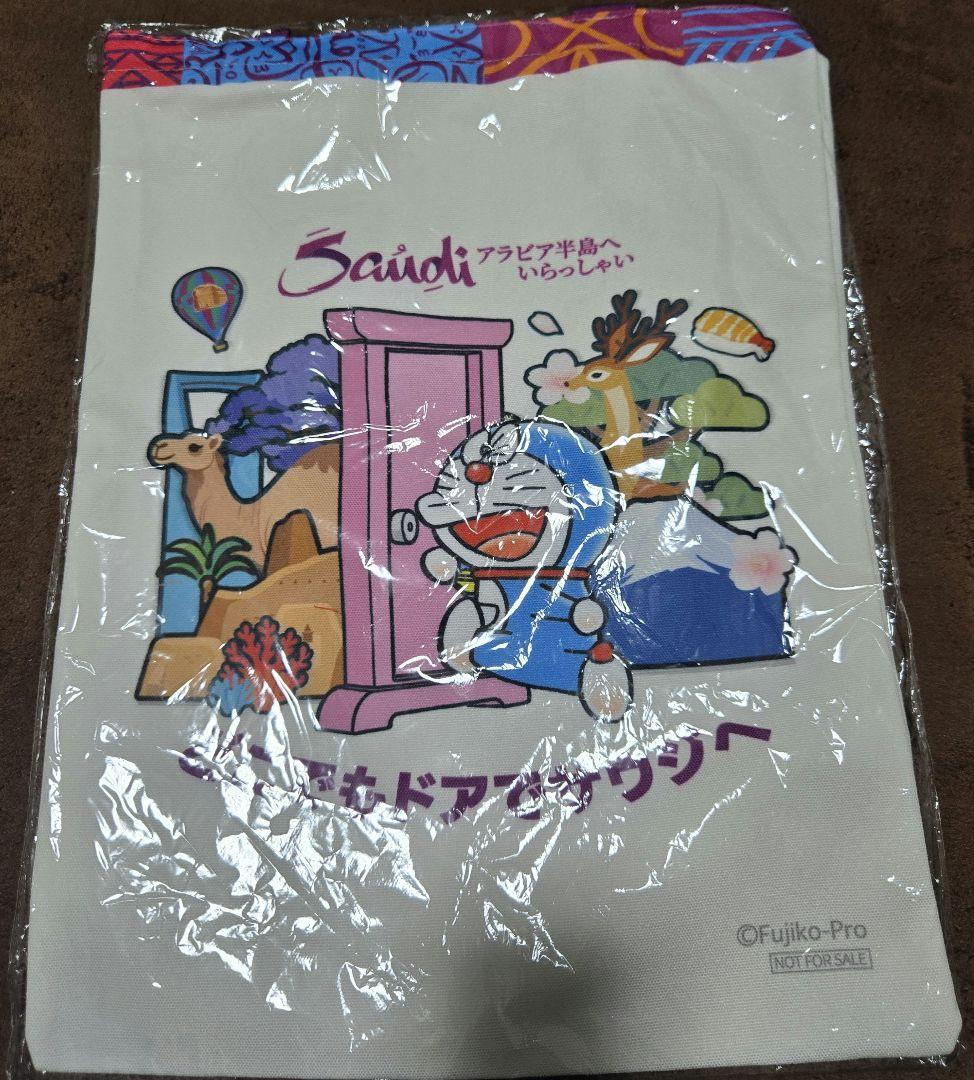 Saudi アラビア半島へ
いらっしゃい
もドアでサウジへ
©Fujiko-Pro
NOT FOR SALE